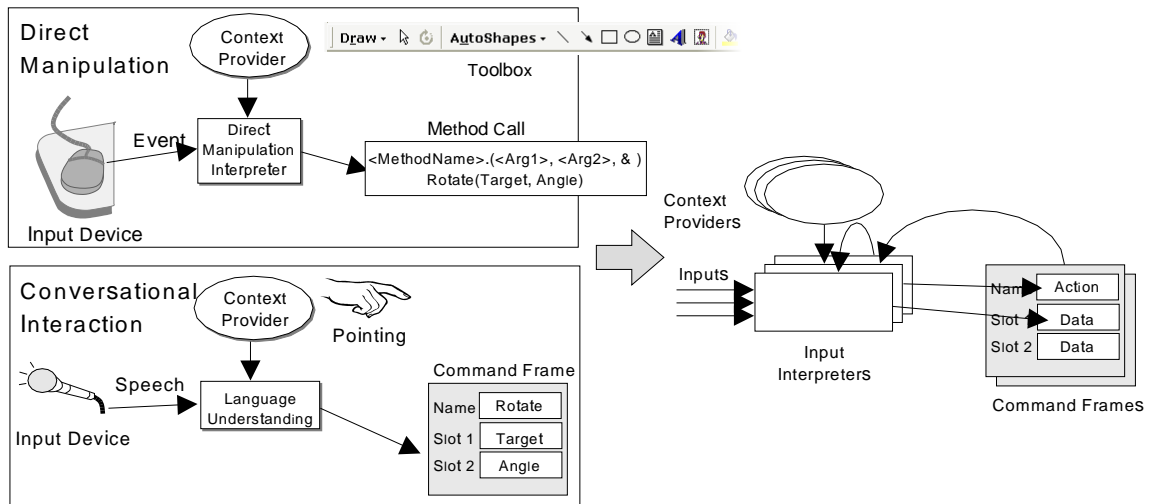 Direct
Manipulation
Context
Provider
Draw
AutoShapes
Toolbox
Event
Direct
Manipulation
Interpreter
Method Call
<MethodName>.(<Arg1>, <Arg2>, & )
Rotate(Target, Angle)
Input Device
Conversational
Interaction
Context
Provider
Pointing
Speech
Language
Understanding
Input Device
Command Frame
Name Rotate
Slot 1 Target
Slot 2 Angle
Context
Providers
Inputs
Input
Interpreters
Action
Slot Data
Slot 2 Data
Command Frames